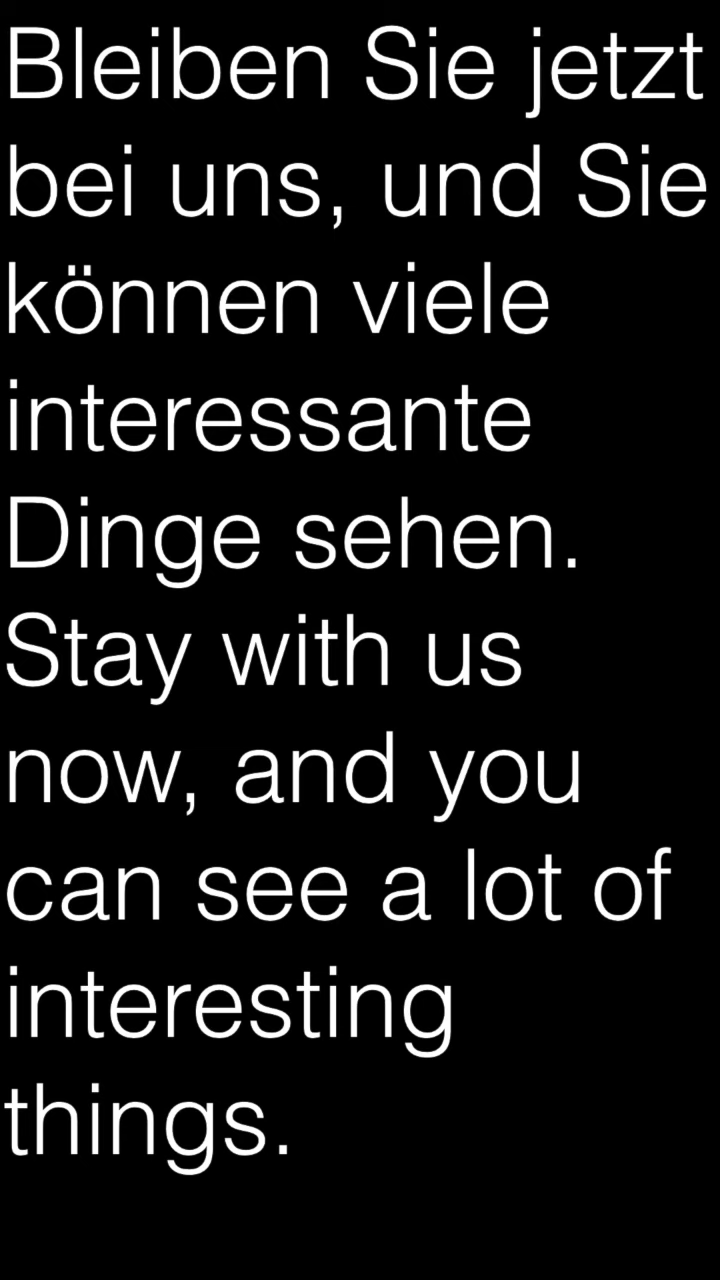 Bleiben Sie jetzt
bei uns, und Sie
können viele
interessante
Dinge sehen.
Stay with us
now, and you
can see a lot of
interesting
things.